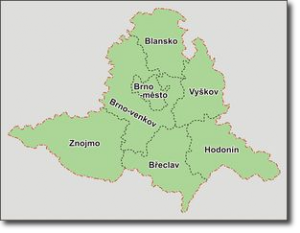 Blansko
Brno
-město
Vyškov
Brno-venkov
Znojmo
Hodonín
Břeclav